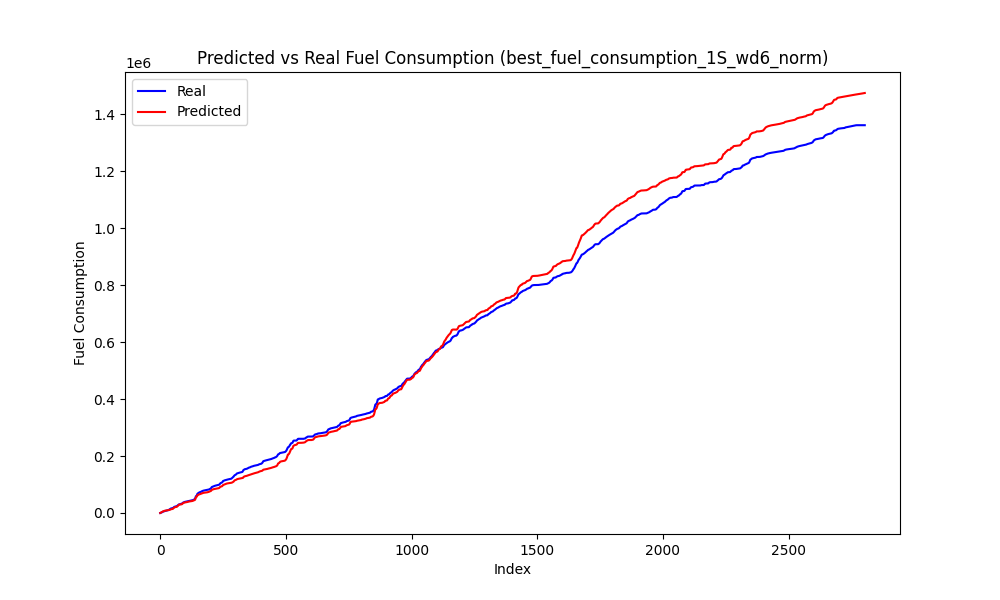 Predicted vs Real Fuel Consumption (best_fuel_consumption_1S_wd6_norm)
1e6
Real
Predicted
1.4
1.2
1.0
0.8
0.6
0.4
0.2
0.0
Fuel Consumption
0 500 1000 1500 2000 2500
Index